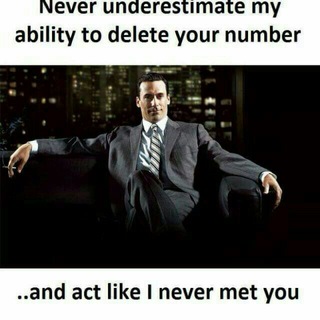 Never underestimate my
ability to delete your number
..and act like I never met you